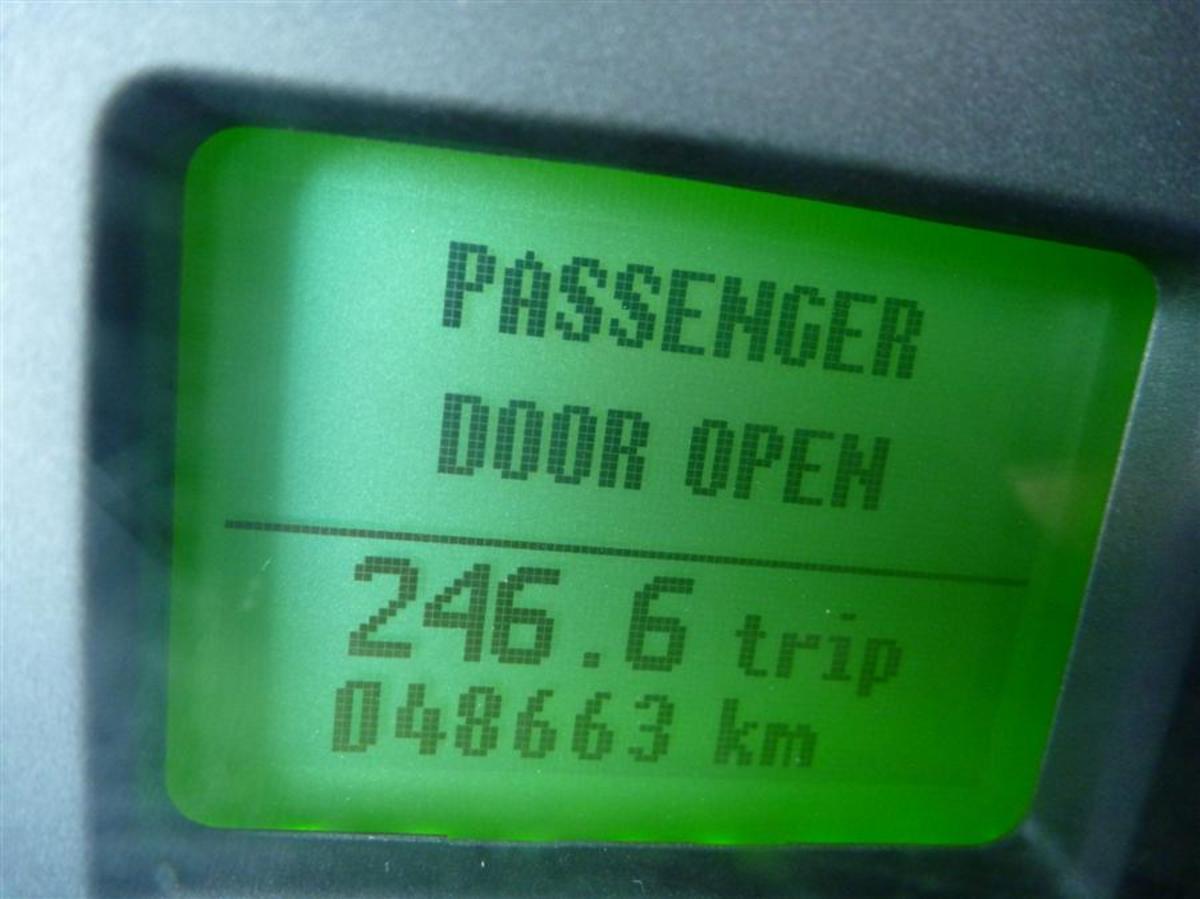 PASSENGER
DOOR OPEN
246.6 trip
048663 km